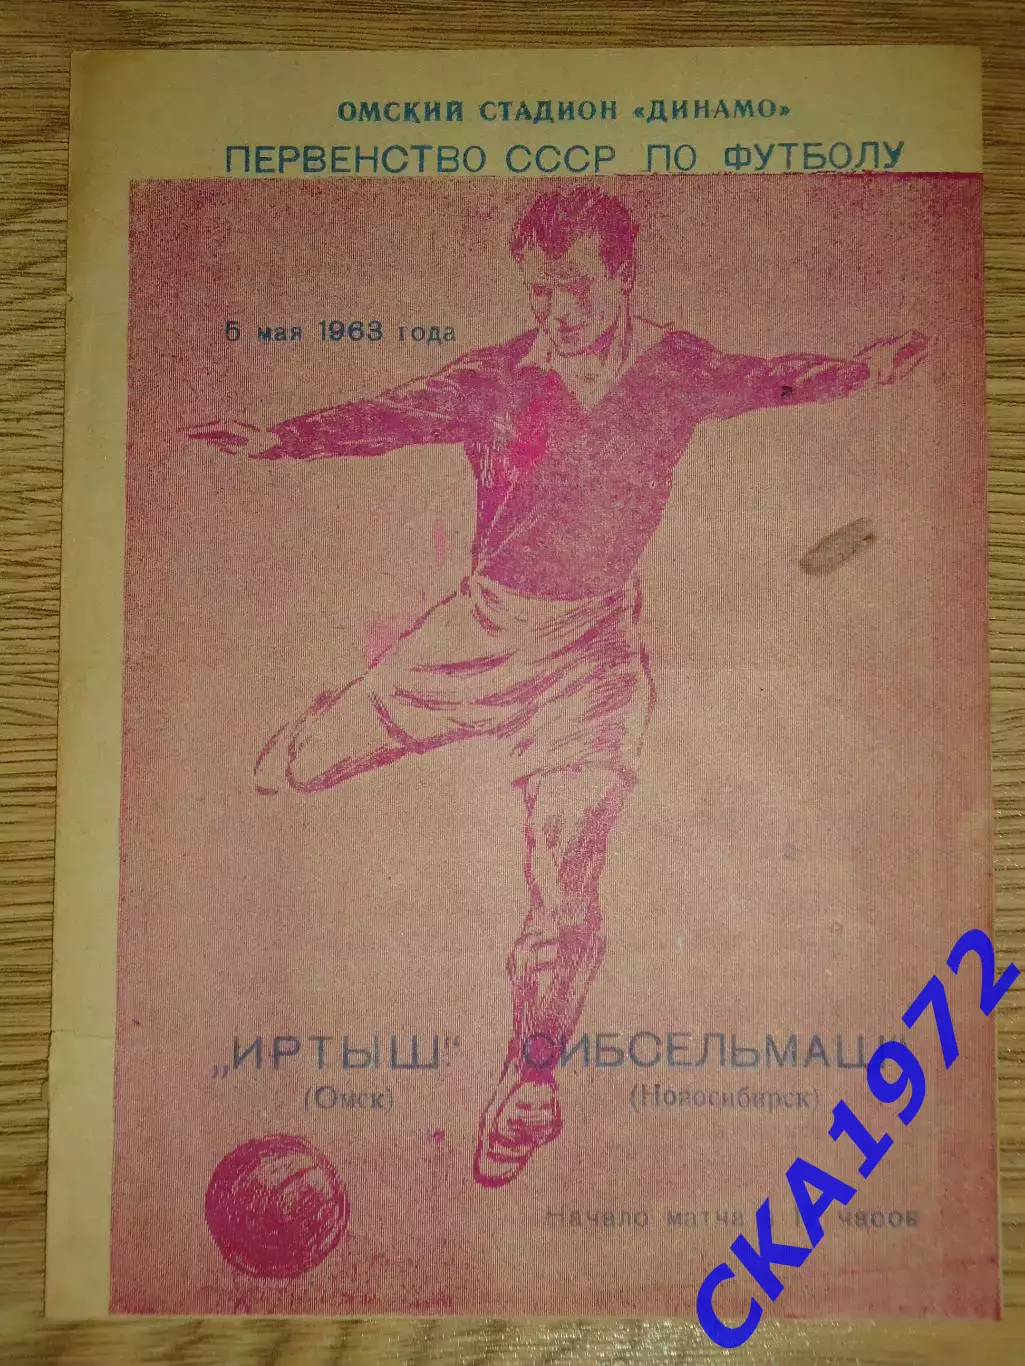 ОМСКИЙ СТАДИОН «ДИНАМО»
ПЕРВЕНСТВО СССР ПО ФУТБОЛУ
5 мая 1963 года
„ИРТЫШ“ СИБСЕЛЬМАШ“
(Омск) (Новосибирск)
Начало матча в часов
СКА1972